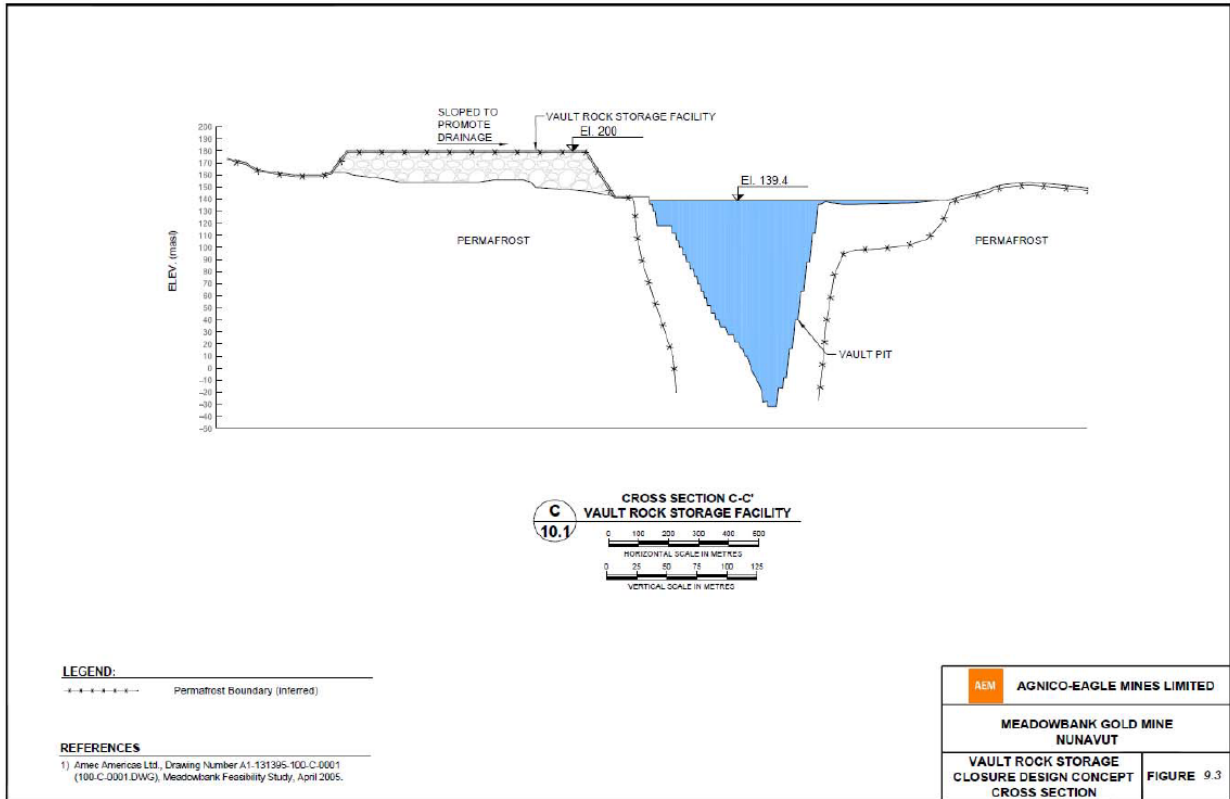 SLOPED TO
PROMOTE
DRAINAGE
VAULT ROCK STORAGE FACILITY
El. 200
El. 139.4
ELEV. (masl)
200
190
180
170
160
150
140
130
120
110
100
90
80
70
60
50
40
30
20
10
0
-10
-20
-30
-40
-50
PERMAFROST
PERMAFROST
VAULT PIT
C
10.1
CROSS SECTION C-C'
VAULT ROCK STORAGE FACILITY
0 100 200 300 400 500
HORIZONTAL SCALE IN METRES
0 25 50 75 100 125
VERTICAL SCALE IN METRES
LEGEND:
Permafrost Boundary (Inferred)
REFERENCES
1) Amec Americas Ltd., Drawing Number A1-131395-100-C-0001
(100-C-0001.DWG), Meadowbank Feasibility Study, April 2005.
AEM AGNICO-EAGLE MINES LIMITED
MEADOWBANK GOLD MINE
NUNAVUT
VAULT ROCK STORAGE
CLOSURE DESIGN CONCEPT
CROSS SECTION
FIGURE 9.3